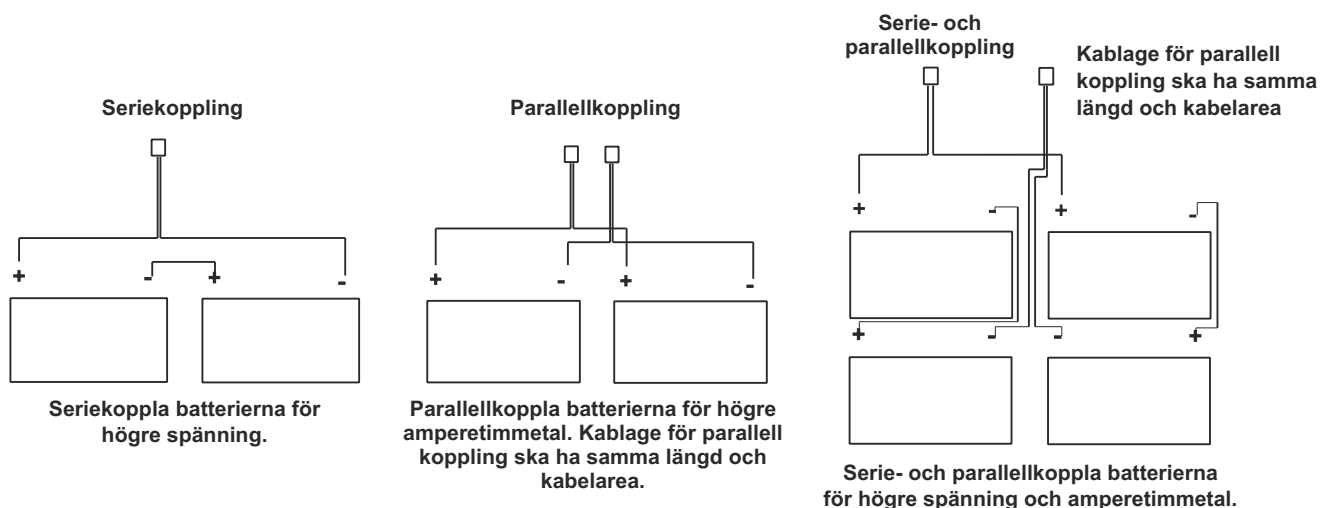 Seriekoppling
+
-
+
-
Seriekoppla batterierna för
högre spänning.
Parallellkoppling
+
-
+
-
Parallellkoppla batterierna för högre
amperetimmetal. Kablage för parallell
koppling ska ha samma längd och
kabelarea.
Serie- och
parallellkoppling
Kablage för parallell
koppling ska ha samma
längd och kabelarea
+
-
+
-
+
-
-
+
Serie- och parallellkoppla batterierna
för högre spänning och amperetimmetal.